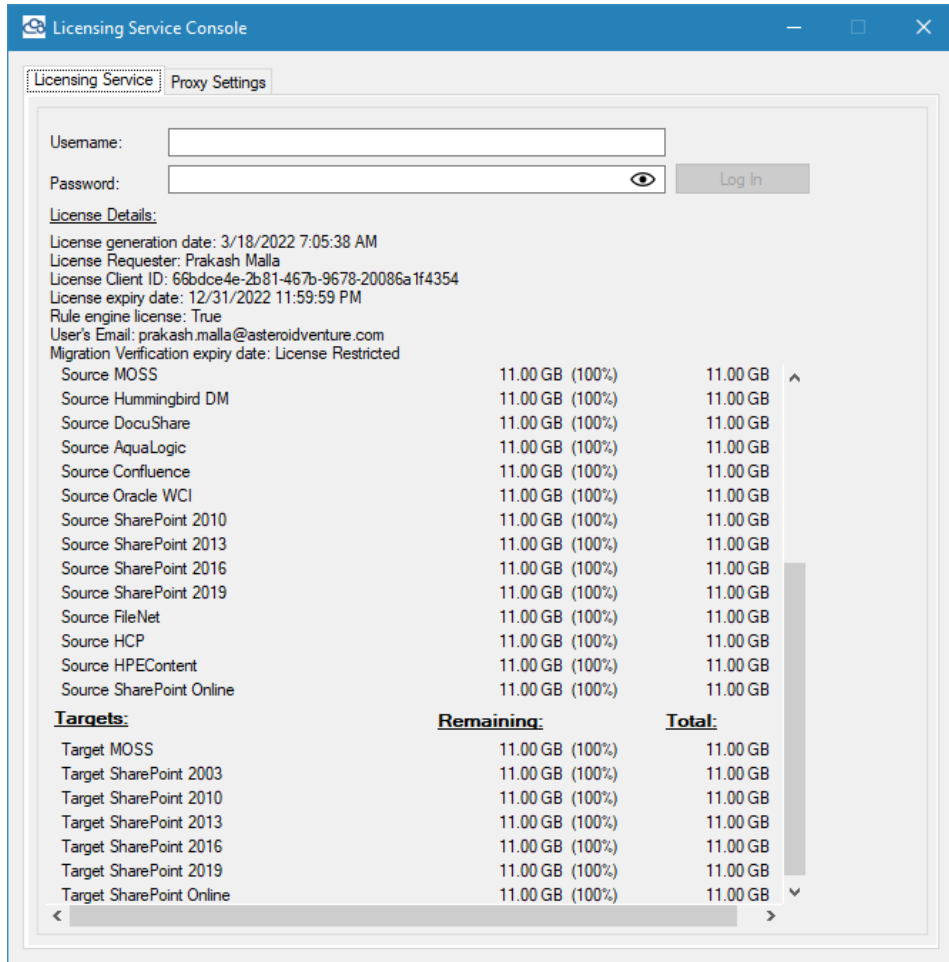 Licensing Service Console
Licensing Service Proxy Settings
Username:
Password: Log In
License Details:
License generation date: 3/18/2022 7:05:38 AM
License Requester: Prakash Malla
License Client ID: 66bdce4e-2b81-467b-9678-20086a1f4354
License expiry date: 12/31/2022 11:59:59 PM
Rule engine license: True
User's Email: prakash.malla@asteroidventure.com
Migration Verification expiry date: License Restricted
Source MOSS 11.00 GB (100%) 11.00 GB
Source Hummingbird DM 11.00 GB (100%) 11.00 GB
Source DocuShare 11.00 GB (100%) 11.00 GB
Source AquaLogic 11.00 GB (100%) 11.00 GB
Source Confluence 11.00 GB (100%) 11.00 GB
Source Oracle WCI 11.00 GB (100%) 11.00 GB
Source SharePoint 2010 11.00 GB (100%) 11.00 GB
Source SharePoint 2013 11.00 GB (100%) 11.00 GB
Source SharePoint 2016 11.00 GB (100%) 11.00 GB
Source SharePoint 2019 11.00 GB (100%) 11.00 GB
Source FileNet 11.00 GB (100%) 11.00 GB
Source HCP 11.00 GB (100%) 11.00 GB
Source HPEContent 11.00 GB (100%) 11.00 GB
Source SharePoint Online 11.00 GB (100%) 11.00 GB
Targets: Remaining: Total:
Target MOSS 11.00 GB (100%) 11.00 GB
Target SharePoint 2003 11.00 GB (100%) 11.00 GB
Target SharePoint 2010 11.00 GB (100%) 11.00 GB
Target SharePoint 2013 11.00 GB (100%) 11.00 GB
Target SharePoint 2016 11.00 GB (100%) 11.00 GB
Target SharePoint 2019 11.00 GB (100%) 11.00 GB
Target SharePoint Online 11.00 GB (100%) 11.00 GB